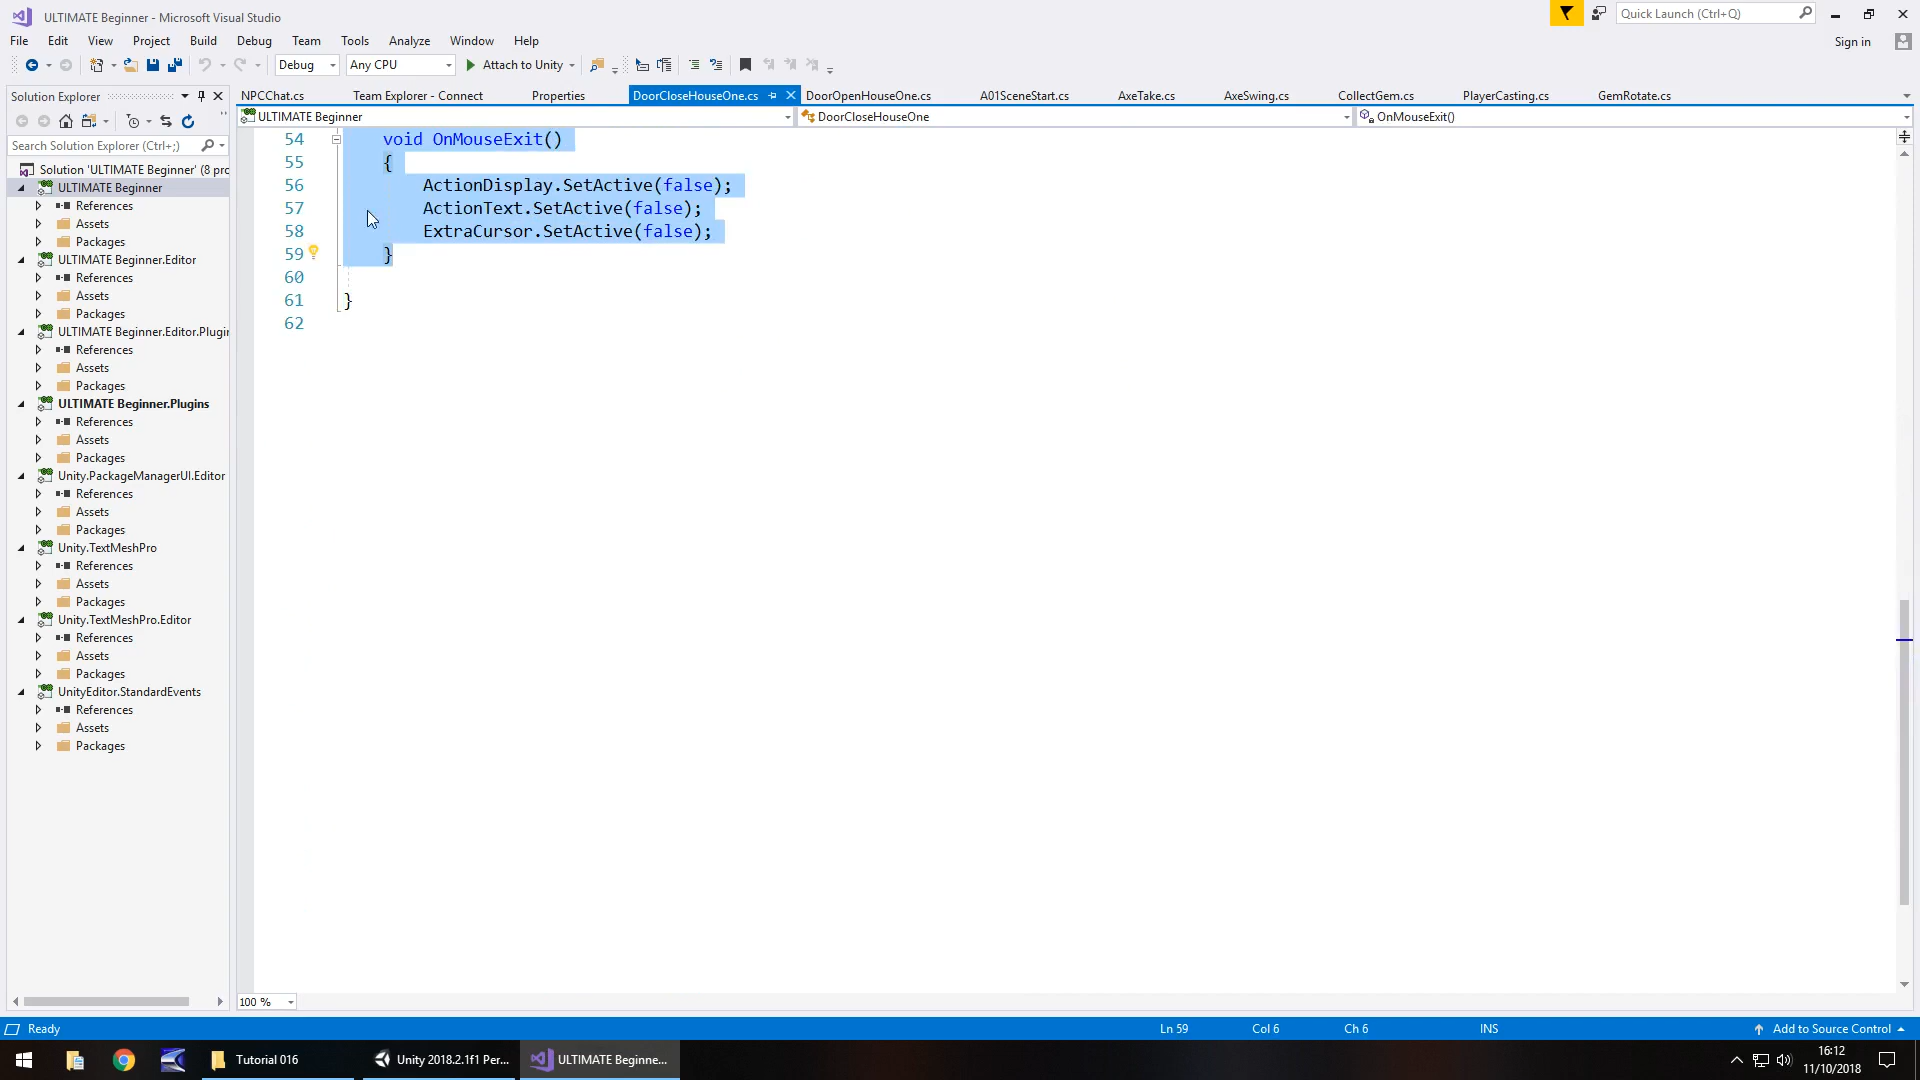 ULTIMATE Beginner - Microsoft Visual Studio
Quick Launch (Ctrl+Q)
File Edit View Project Build Debug Team Tools Analyze Window Help
Sign in
Debug Any CPU Attach to Unity
Solution Explorer
NPCChat.cs Team Explorer - Connect Properties DoorCloseHouseOne.cs DoorOpenHouseOne.cs A01SceneStart.cs AxeTake.cs AxeSwing.cs CollectGem.cs PlayerCasting.cs GemRotate.cs
ULTIMATE Beginner DoorCloseHouseOne OnMouseExit()
Search Solution Explorer (Ctrl+;)
Solution 'ULTIMATE Beginner' (8 pro
ULTIMATE Beginner
References
Assets
Packages
ULTIMATE Beginner.Editor
References
Assets
Packages
ULTIMATE Beginner.Editor.Plugin
References
Assets
Packages
ULTIMATE Beginner.Plugins
References
Assets
Packages
Unity.PackageManagerUI.Editor
References
Assets
Packages
Unity.TextMeshPro
References
Assets
Packages
Unity.TextMeshPro.Editor
References
Assets
Packages
UnityEditor.StandardEvents
References
Assets
Packages
54 void OnMouseExit()
55 {
56 ActionDisplay.SetActive(false);
57 ActionText.SetActive(false);
58 ExtraCursor.SetActive(false);
59 }
60
61 }
62
100 %
Ready Ln 59 Col 6 Ch 6 INS Add to Source Control
Tutorial 016 Unity 2018.2.1f1 Per... ULTIMATE Beginne...
16:12
11/10/2018